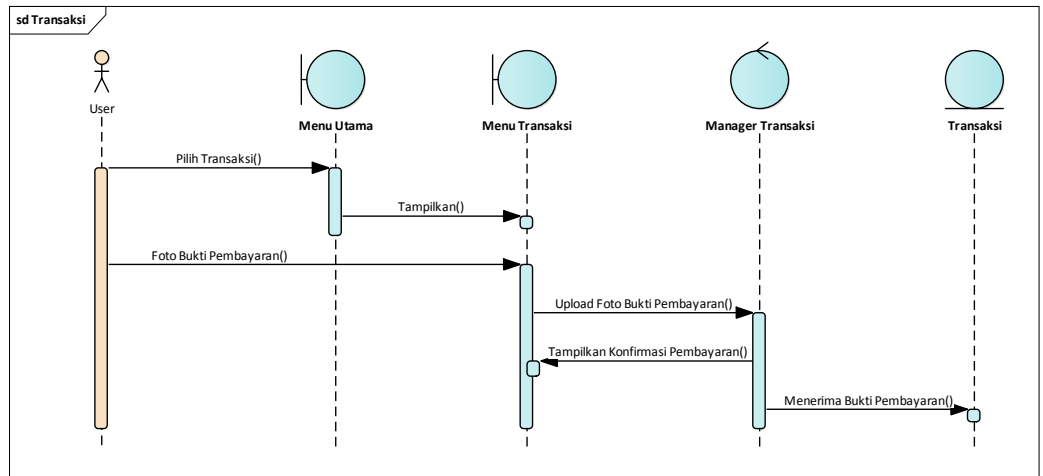 sd Transaksi
User
Menu Utama
Menu Transaksi
Manager Transaksi
Transaksi
Pilih Transaksi()
Tampilkan()
Foto Bukti Pembayaran()
Upload Foto Bukti Pembayaran()
Tampilkan Konfirmasi Pembayaran()
Menerima Bukti Pembayaran()